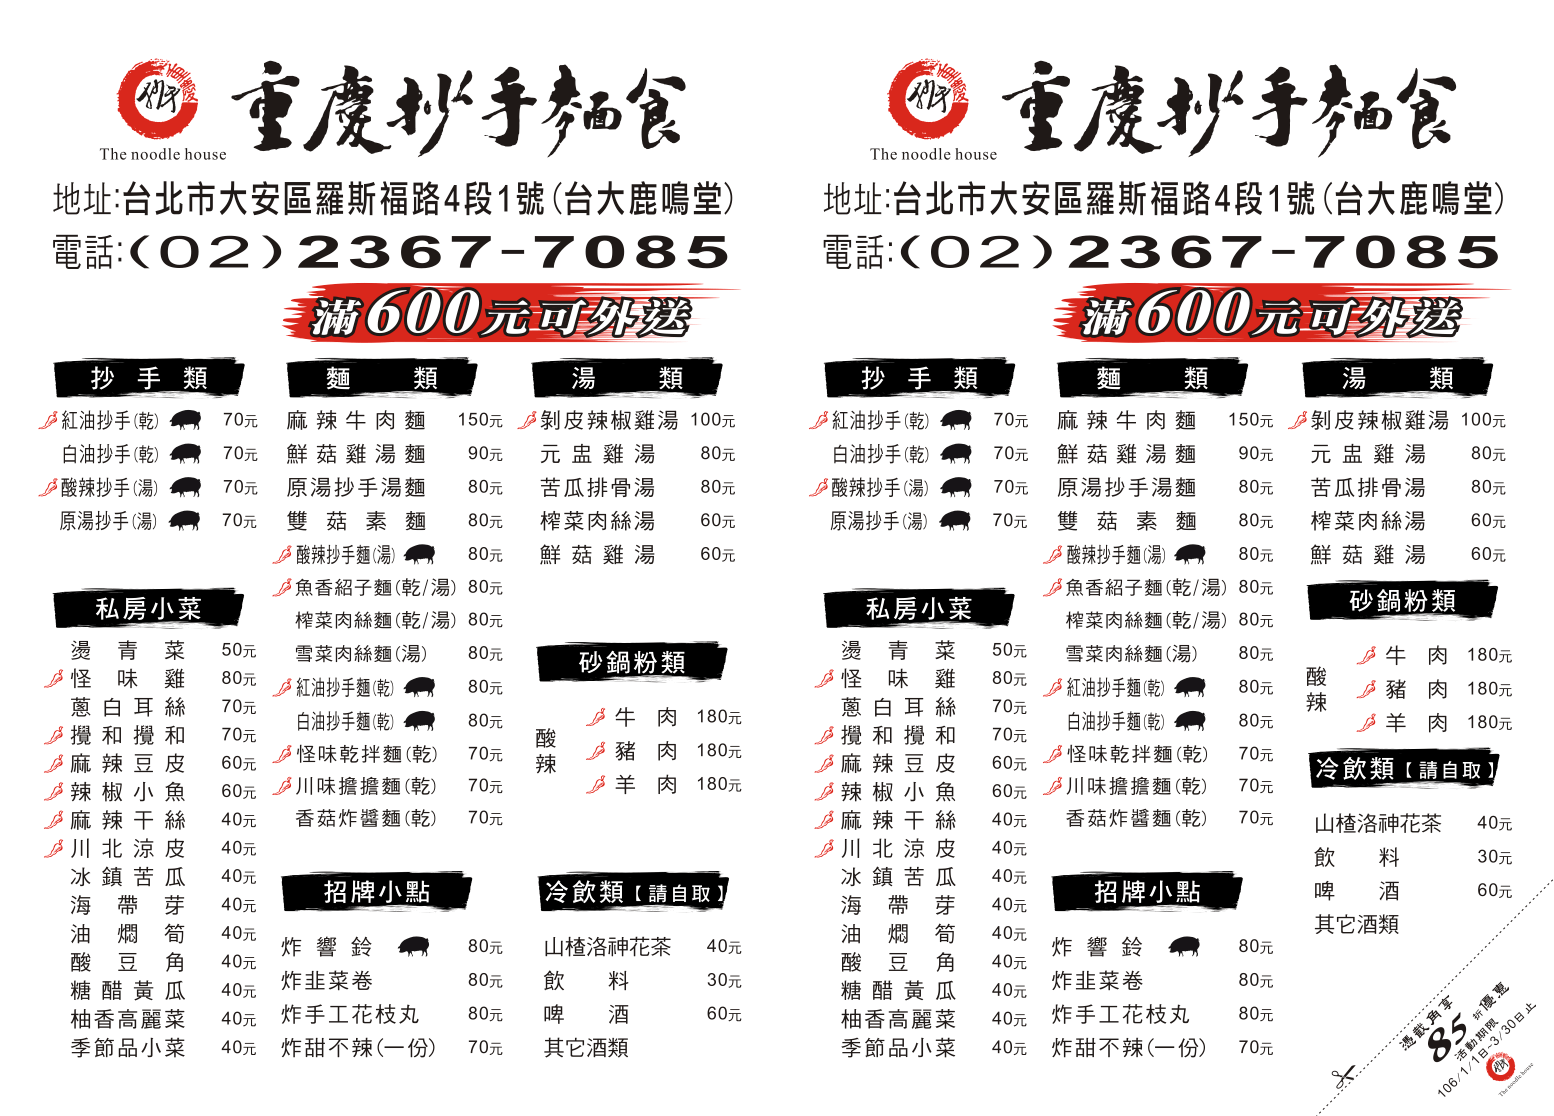 重慶抄手麵食
The noodle house
地址:台北市大安區羅斯福路4段1號(台大鹿鳴堂)
電話:(02)2367-7085
滿600元可外送
抄手類
紅油抄手(乾) 70元
白油抄手(乾) 70元
酸辣抄手(湯) 70元
原湯抄手(湯) 70元
私房小菜
燙青菜 50元
怪味雞 80元
蔥白耳絲 70元
攪和攪和 70元
麻辣豆皮 60元
辣椒小魚 60元
麻辣干絲 40元
川北涼皮 40元
冰鎮苦瓜 40元
海帶芽 40元
油燜筍 40元
酸豆角 40元
糖醋黃瓜 40元
柚香高麗菜 40元
季節品小菜 40元
麵類
麻辣牛肉麵 150元
鮮菇雞湯麵 90元
原湯抄手湯麵 80元
雙菇素麵 80元
酸辣抄手麵(湯) 80元
魚香紹子麵(乾/湯) 80元
榨菜肉絲麵(乾/湯) 80元
雪菜肉絲麵(湯) 80元
紅油抄手麵(乾) 80元
白油抄手麵(乾) 80元
怪味乾拌麵(乾) 70元
川味擔擔麵(乾) 70元
香菇炸醬麵(乾) 70元
招牌小點
炸響鈴 80元
炸韭菜卷 80元
炸手工花枝丸 80元
炸甜不辣(一份) 70元
湯類
剝皮辣椒雞湯 100元
元盅雞湯 80元
苦瓜排骨湯 80元
榨菜肉絲湯 60元
鮮菇雞湯 60元
砂鍋粉類
酸辣
牛肉 180元
豬肉 180元
羊肉 180元
冷飲類【請自取】
山楂洛神花茶 40元
飲料 30元
啤酒 60元
其它酒類
重慶抄手麵食
The noodle house
地址:台北市大安區羅斯福路4段1號(台大鹿鳴堂)
電話:(02)2367-7085
滿600元可外送
抄手類
紅油抄手(乾) 70元
白油抄手(乾) 70元
酸辣抄手(湯) 70元
原湯抄手(湯) 70元
私房小菜
燙青菜 50元
怪味雞 80元
蔥白耳絲 70元
攪和攪和 70元
麻辣豆皮 60元
辣椒小魚 60元
麻辣干絲 40元
川北涼皮 40元
冰鎮苦瓜 40元
海帶芽 40元
油燜筍 40元
酸豆角 40元
糖醋黃瓜 40元
柚香高麗菜 40元
季節品小菜 40元
麵類
麻辣牛肉麵 150元
鮮菇雞湯麵 90元
原湯抄手湯麵 80元
雙菇素麵 80元
酸辣抄手麵(湯) 80元
魚香紹子麵(乾/湯) 80元
榨菜肉絲麵(乾/湯) 80元
雪菜肉絲麵(湯) 80元
紅油抄手麵(乾) 80元
白油抄手麵(乾) 80元
怪味乾拌麵(乾) 70元
川味擔擔麵(乾) 70元
香菇炸醬麵(乾) 70元
招牌小點
炸響鈴 80元
炸韭菜卷 80元
炸手工花枝丸 80元
炸甜不辣(一份) 70元
湯類
剝皮辣椒雞湯 100元
元盅雞湯 80元
苦瓜排骨湯 80元
榨菜肉絲湯 60元
鮮菇雞湯 60元
砂鍋粉類
酸辣
牛肉 180元
豬肉 180元
羊肉 180元
冷飲類【請自取】
山楂洛神花茶 40元
飲料 30元
啤酒 60元
其它酒類
憑截角享
85折優惠
活動期限
106/1/1日-3/30日止
The noodle house